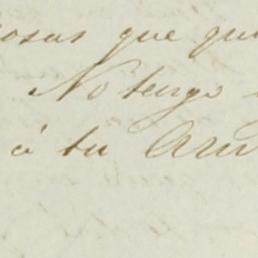 cosas que
No tengo
á tu